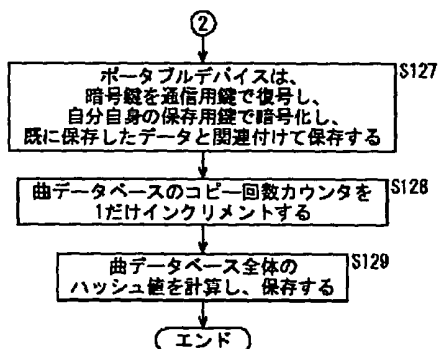 ②
ポータブルデバイスは、
暗号鍵を通信用鍵で復号し、
自分自身の保存用鍵で暗号化し、
既に保存したデータと関連付けて保存する
S127
曲データベースのコピー回数カウンタを
1だけインクリメントする
S128
曲データベース全体の
ハッシュ値を計算し、保存する
S129
エンド